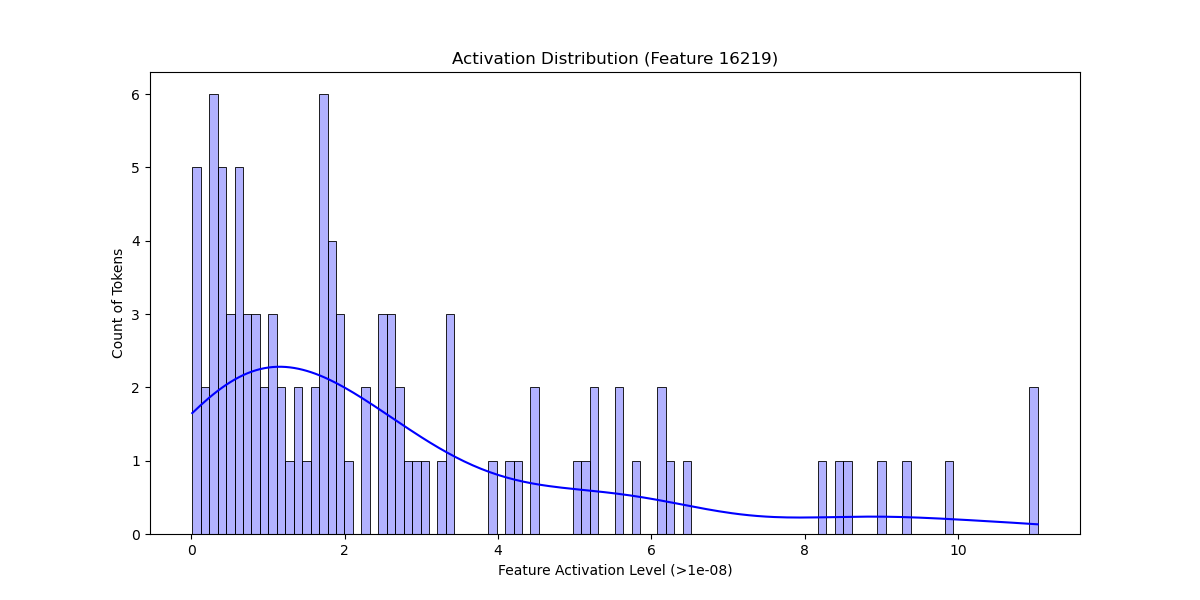 Activation Distribution (Feature 16219)
6
5
4
3
2
1
0
Count of Tokens
0 2 4 6 8 10
Feature Activation Level (>1e-08)